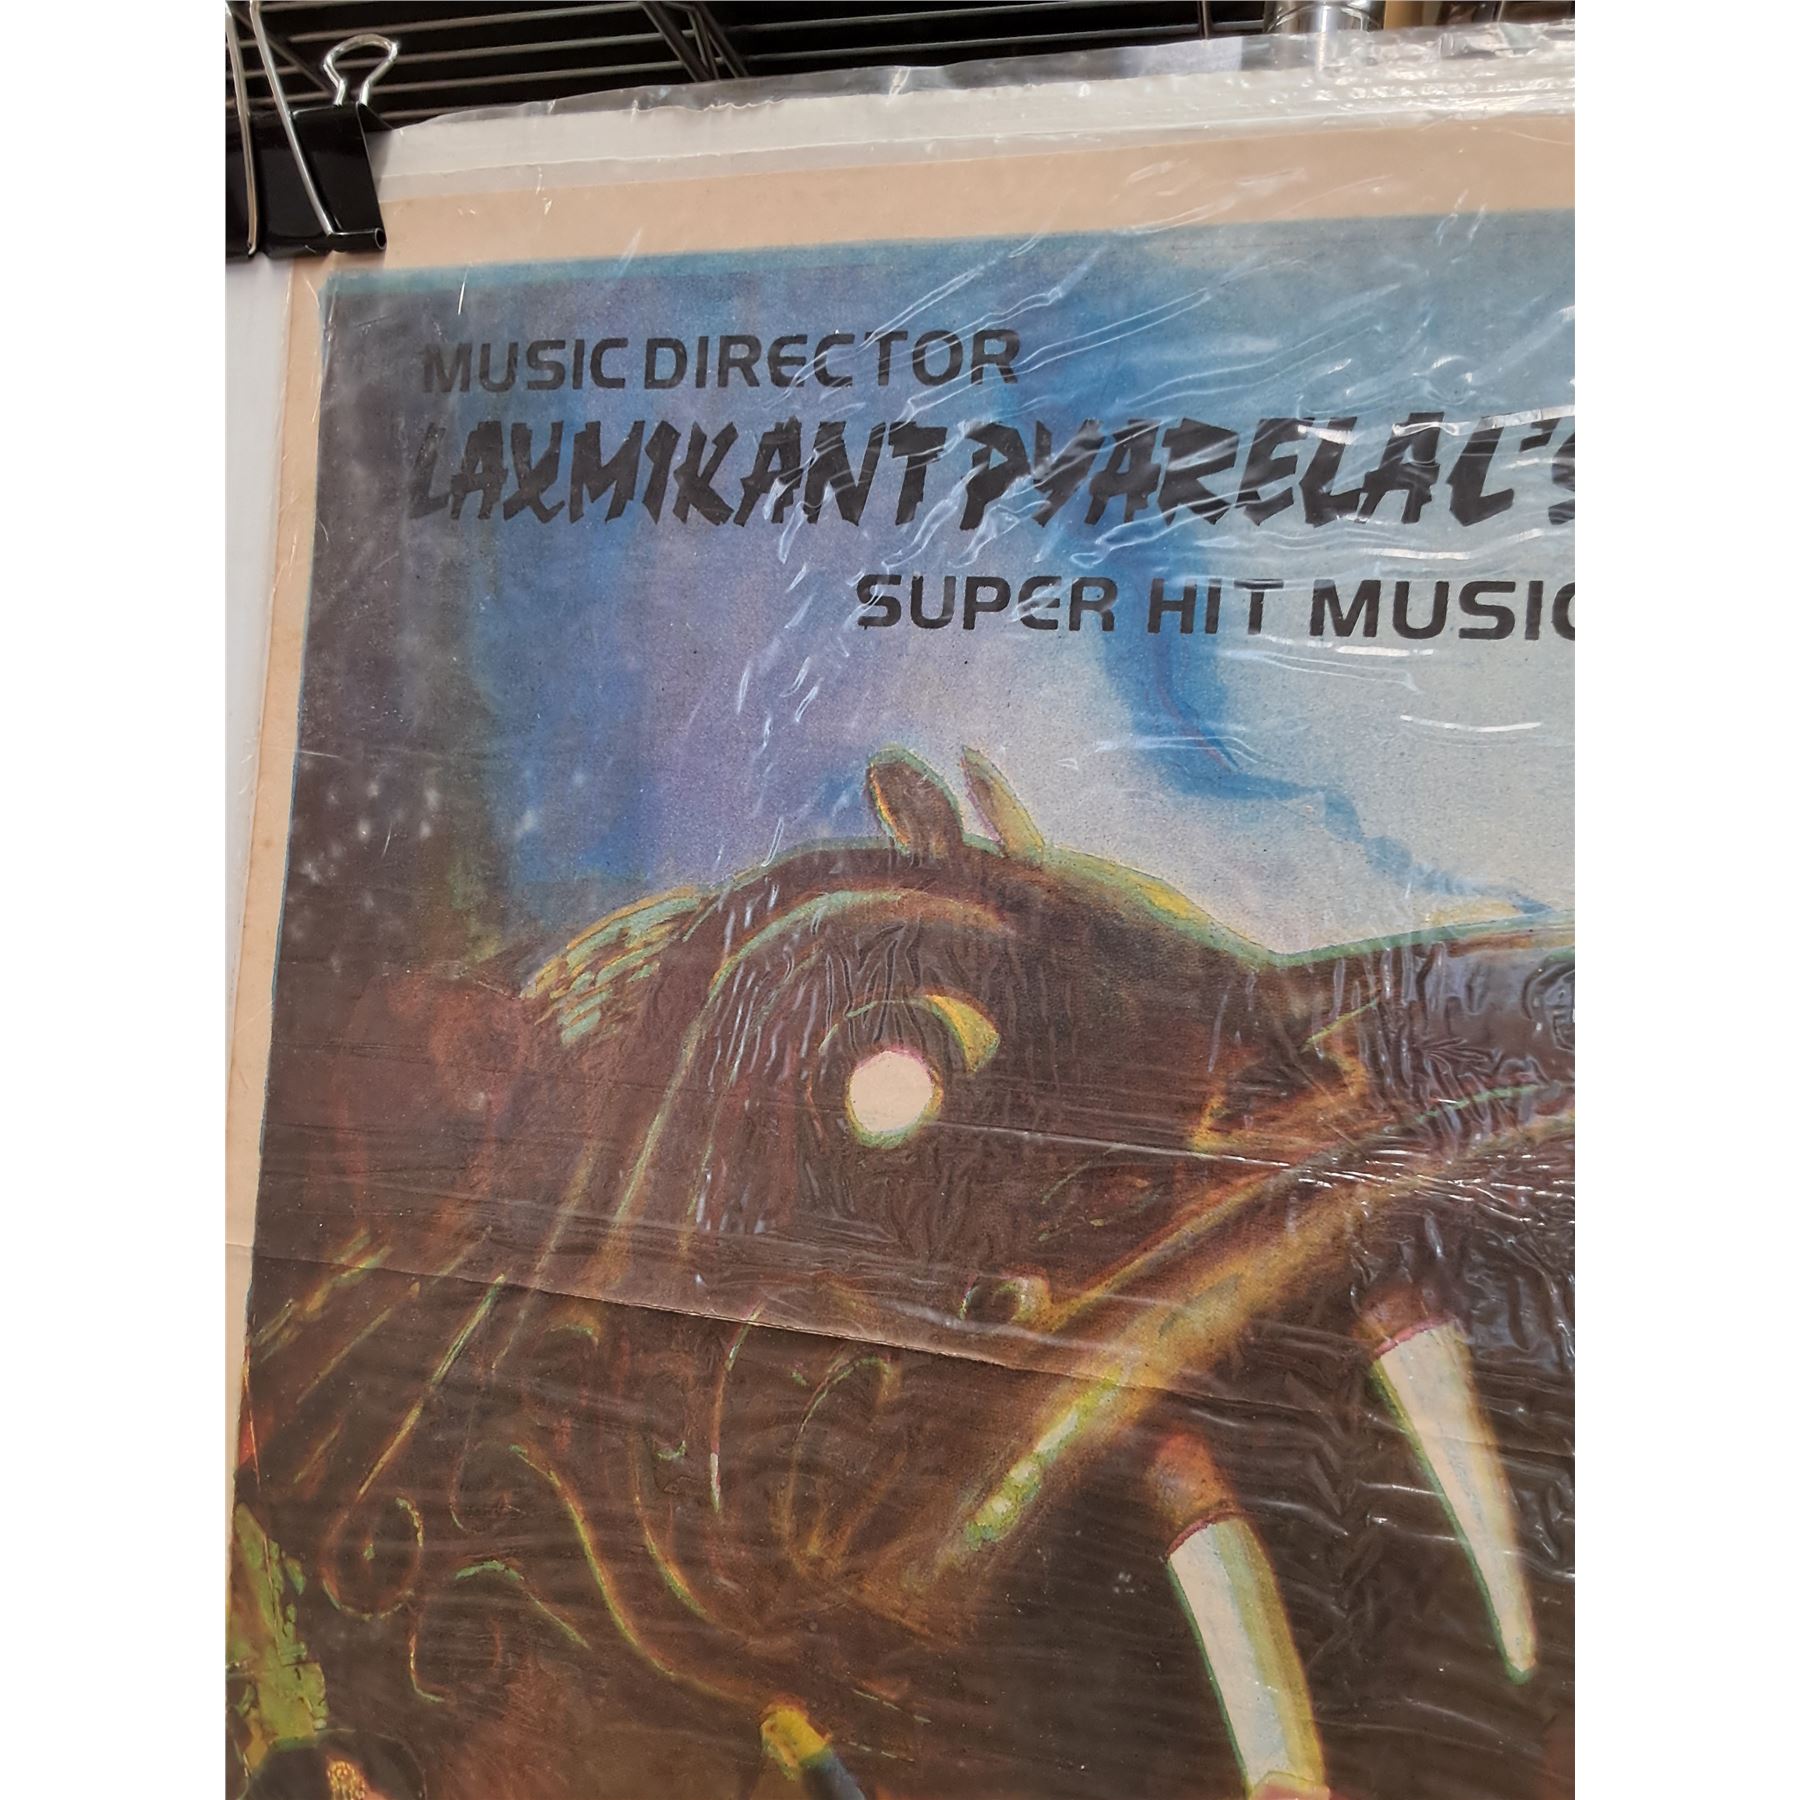 MUSIC DIRECTOR
LAXMIKANT PYARELAL'S
SUPER HIT MUSIC